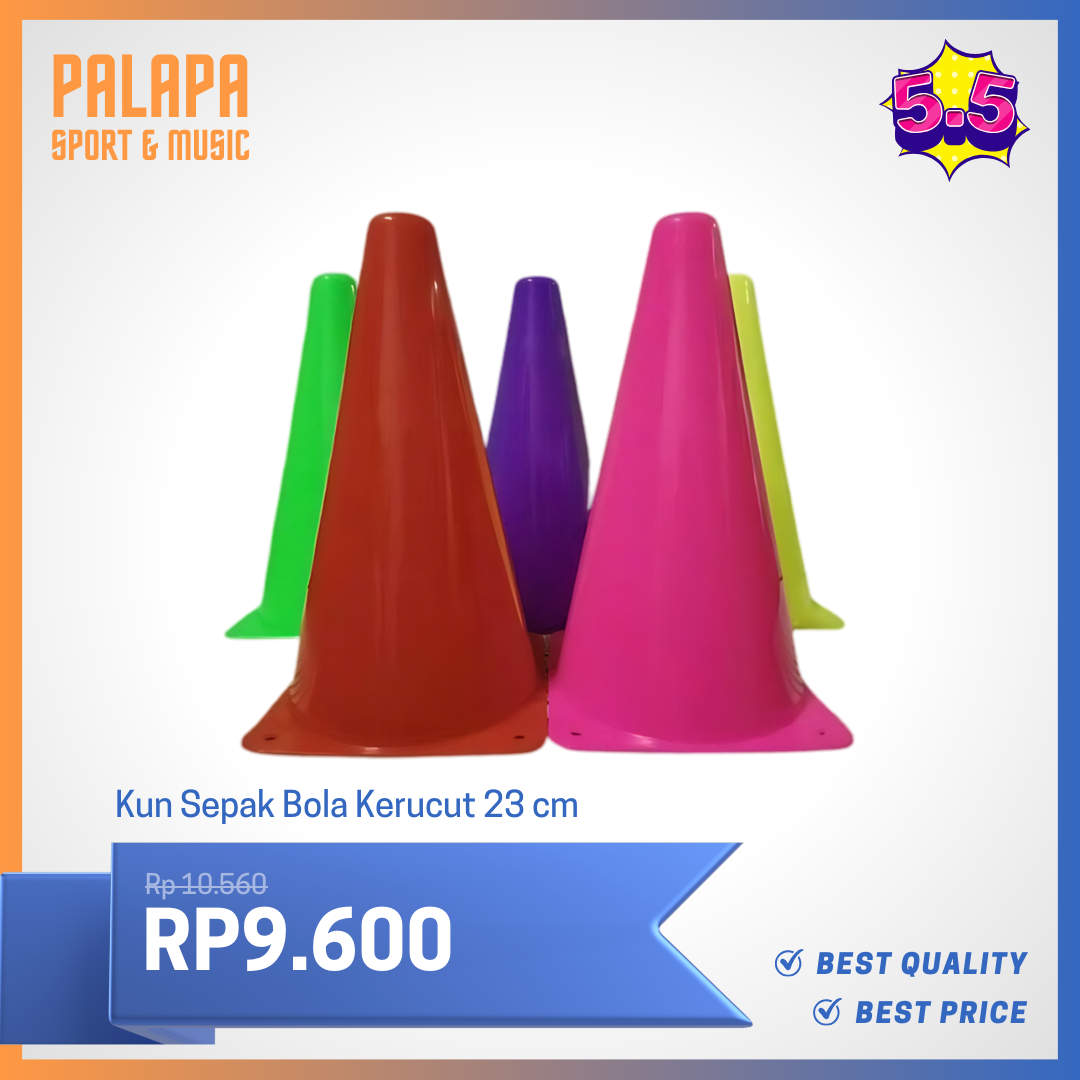 PALAPA
SPORT & MUSIC
5.5
Kun Sepak Bola Kerucut 23 cm
Rp 10.560
RP9.600
BEST QUALITY
BEST PRICE